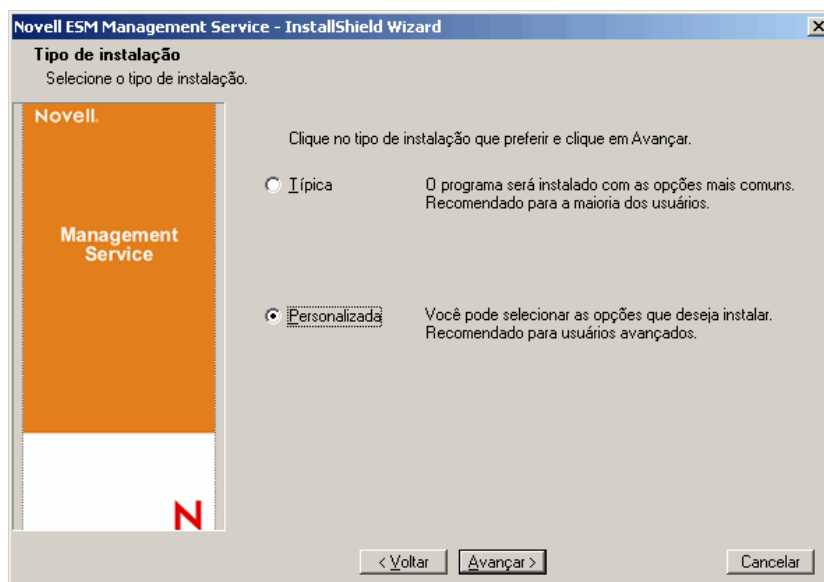 Novell ESM Management Service - InstallShield Wizard
Tipo de instalação
Selecione o tipo de instalação.
Novell.
Management
Service
Clique no tipo de instalação que preferir e clique em Avançar.
Típica
O programa será instalado com as opções mais comuns.
Recomendado para a maioria dos usuários.
Personalizada
Você pode selecionar as opções que deseja instalar.
Recomendado para usuários avançados.
N
< Voltar
Avançar >
Cancelar